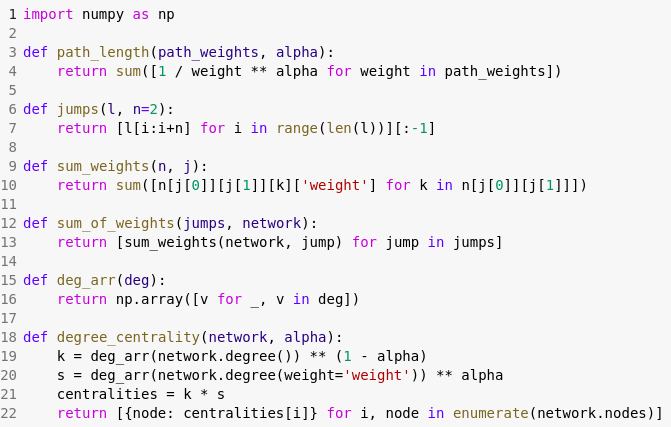 1 import numpy as np
2
3 def path_length(path_weights, alpha):
4     return sum([1 / weight ** alpha for weight in path_weights])
5
6 def jumps(l, n=2):
7     return [l[i:i+n] for i in range(len(l))][:-1]
8
9 def sum_weights(n, j):
10     return sum([n[j[0]][j[1]][k]['weight'] for k in n[j[0]][j[1]]])
11
12 def sum_of_weights(jumps, network):
13     return [sum_weights(network, jump) for jump in jumps]
14
15 def deg_arr(deg):
16     return np.array([v for _, v in deg])
17
18 def degree_centrality(network, alpha):
19     k = deg_arr(network.degree()) ** (1 - alpha)
20     s = deg_arr(network.degree(weight='weight')) ** alpha
21     centralities = k * s
22     return [{node: centralities[i]} for i, node in enumerate(network.nodes)]